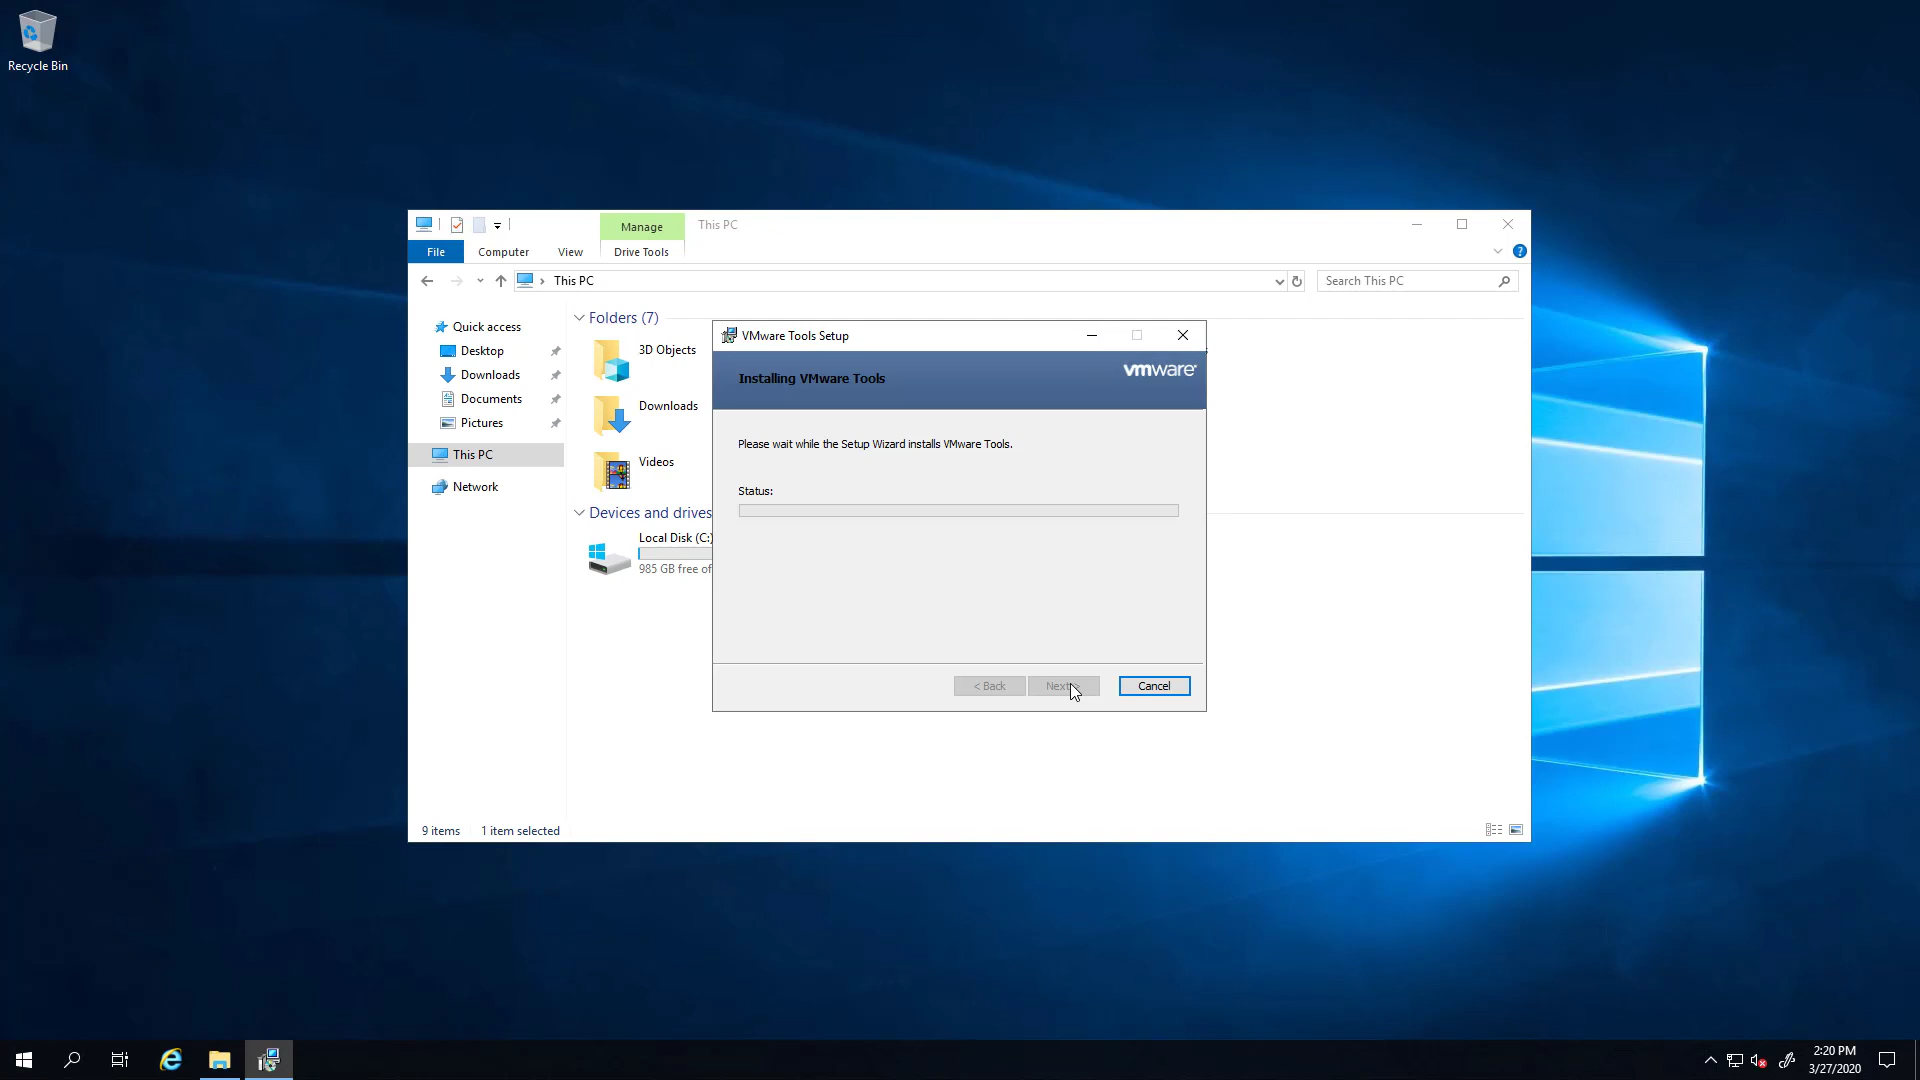 Recycle Bin
Manage
This PC
File
Computer
View
Drive Tools
This PC
Search This PC
Quick access
Desktop
Downloads
Documents
Pictures
This PC
Network
Folders (7)
3D Objects
Downloads
Videos
Devices and drives
Local Disk (C:)
985 GB free of
VMware Tools Setup
Installing VMware Tools
vmware®
Please wait while the Setup Wizard installs VMware Tools.
Status:
< Back
Next
Cancel
9 items
1 item selected
2:20 PM
3/27/2020